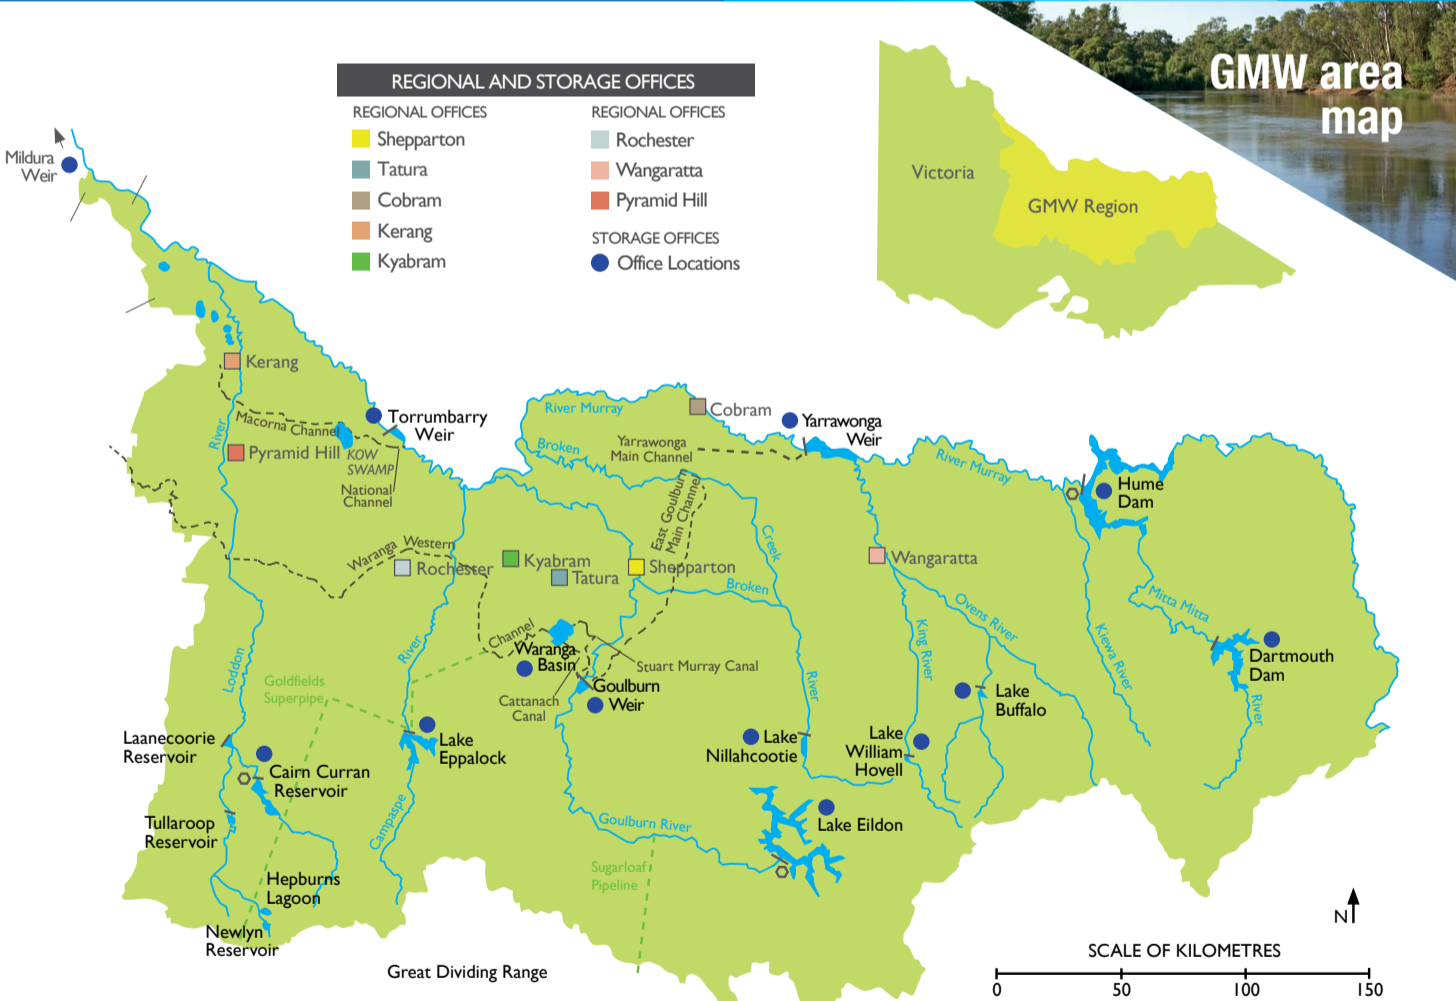 GMW area
map
REGIONAL AND STORAGE OFFICES
REGIONAL OFFICES
Shepparton
Tatura
Cobram
Kerang
Kyabram
REGIONAL OFFICES
Rochester
Wangaratta
Pyramid Hill
STORAGE OFFICES
Office Locations
Victoria
GMW Region
Mildura
Weir
Kerang
Macorna Channel
River
Pyramid Hill
KOW
SWAMP
National
Channel
Torrumbarry
Weir
River Murray
Cobram
Yarrawonga
Weir
Broken
Yarrawonga
Main Channel
River Murray
Hume
Dam
East Goulburn
Main Channel
Creek
Waranga Western
Rochester
Kyabram
Tatura
Shepparton
Broken
Wangaratta
Ovens River
Mitta Mitta
King River
Kiewa River
Channel
Waranga
Basin
Stuart Murray Canal
Cattanach
Canal
Goulburn
Weir
River
Loddon
Goldfields
Superpipe
River
Lake
Buffalo
Dartmouth
Dam
River
Laanecoorie
Reservoir
Cairn Curran
Reservoir
Lake
Eppalock
Lake
Nillahcootie
Lake
William
Hovell
Tullaroop
Reservoir
Campaspe
Goulburn River
Lake Eildon
Sugarloaf
Pipeline
Hepburns
Lagoon
Newlyn
Reservoir
Great Dividing Range
N
SCALE OF KILOMETRES
0 50 100 150